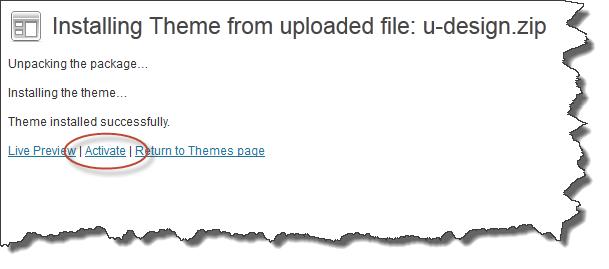 Installing Theme from uploaded file: u-design.zip
Unpacking the package…
Installing the theme…
Theme installed successfully.
Live Preview | Activate | Return to Themes page